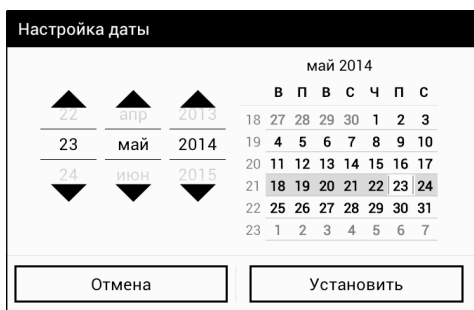 Настройка даты
22 апр 2013
23 май 2014
24 июн 2015
май 2014
В П В С Ч П С
18 27 28 29 30 1 2 3
19 4 5 6 7 8 9 10
20 11 12 13 14 15 16 17
21 18 19 20 21 22 23 24
22 25 26 27 28 29 30 31
23 1 2 3 4 5 6 7
Отмена
Установить